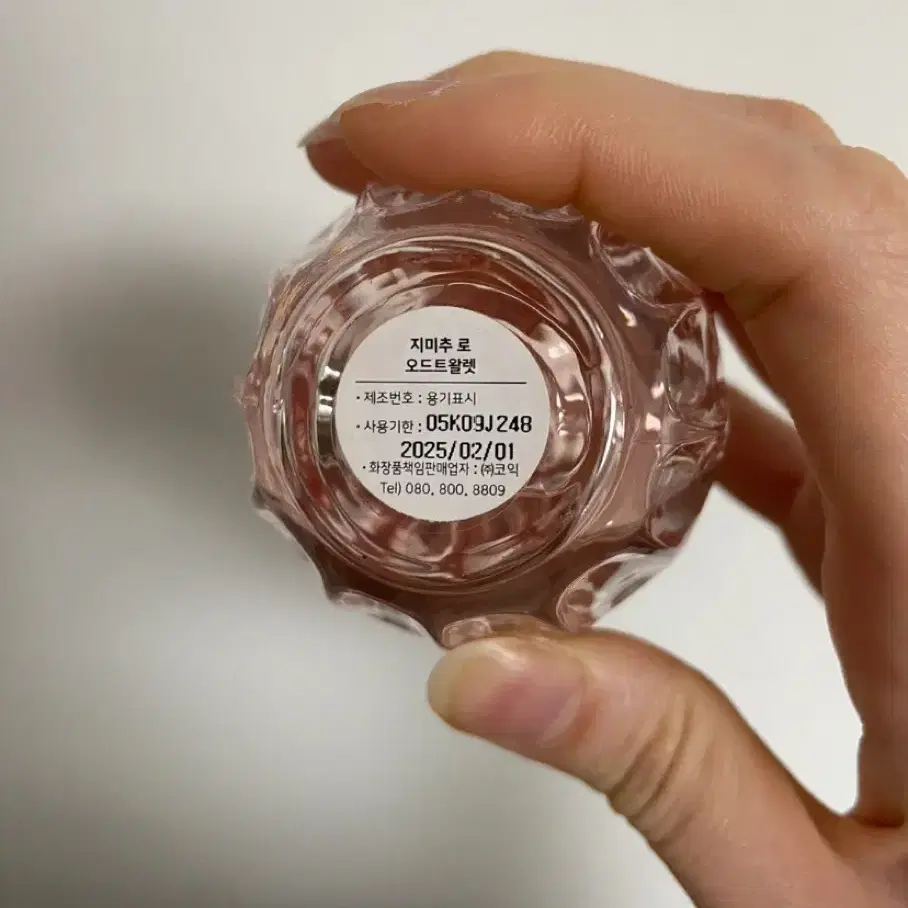 지미추 로
오드트왈렛
• 제조번호 : 용기표시
• 사용기한 : 05K09J248
2025/02/01
• 화장품책임판매업자 : ㈜코익
Tel) 080. 800. 8809